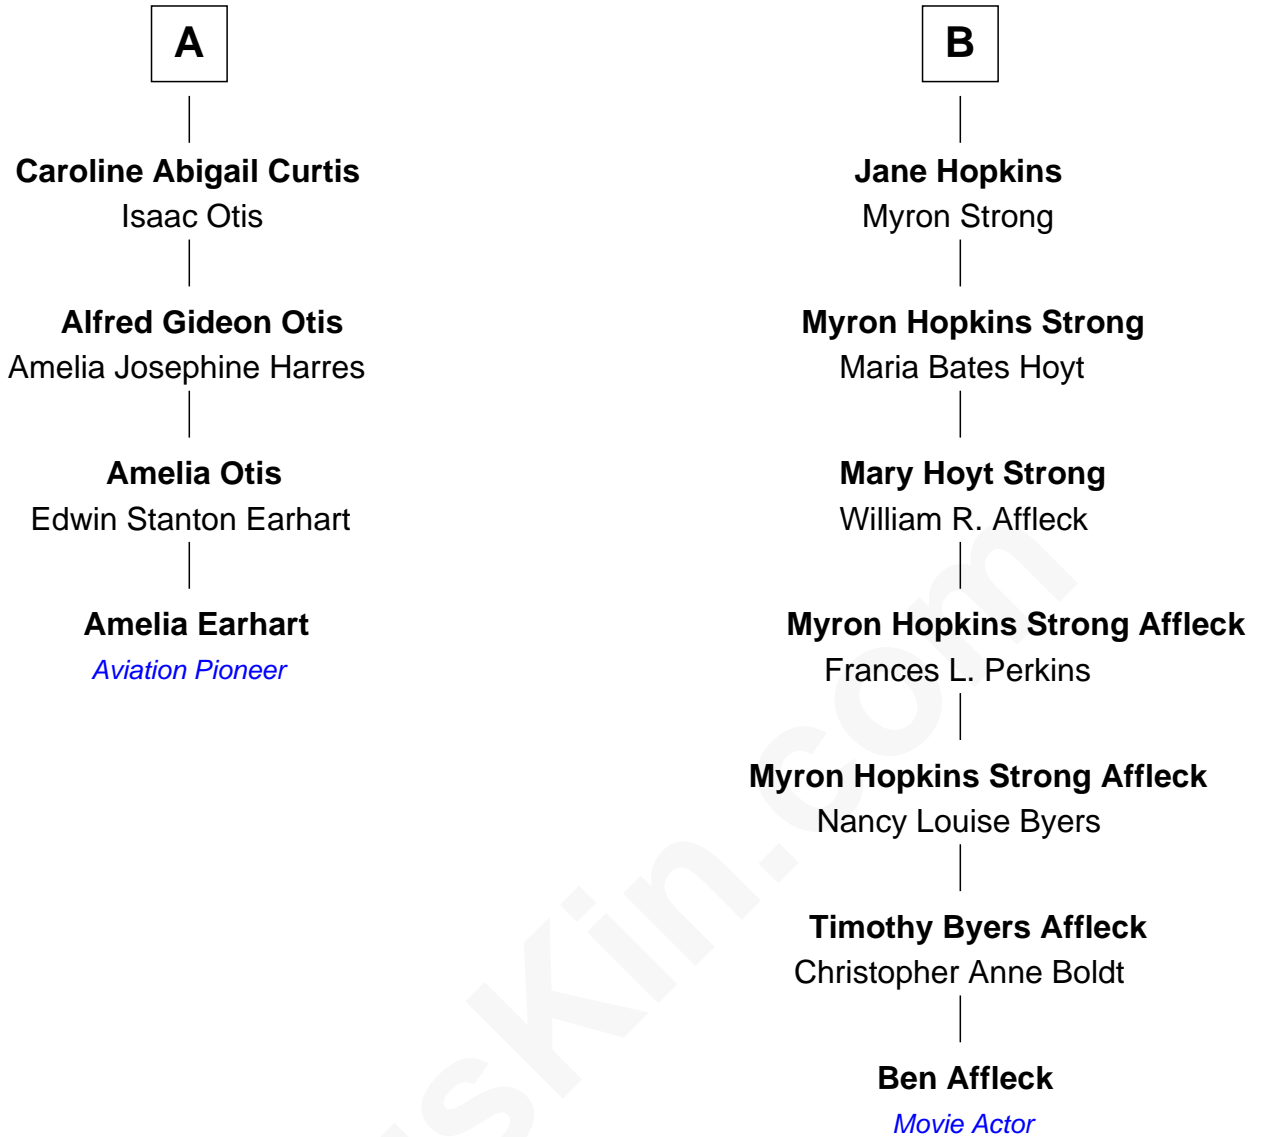 A
Caroline Abigail Curtis
Isaac Otis
Alfred Gideon Otis
Amelia Josephine Harres
Amelia Otis
Edwin Stanton Earhart
Amelia Earhart
Aviation Pioneer
B
Jane Hopkins
Myron Strong
Myron Hopkins Strong
Maria Bates Hoyt
Mary Hoyt Strong
William R. Affleck
Myron Hopkins Strong Affleck
Frances L. Perkins
Myron Hopkins Strong Affleck
Nancy Louise Byers
Timothy Byers Affleck
Christopher Anne Boldt
Ben Affleck
Movie Actor